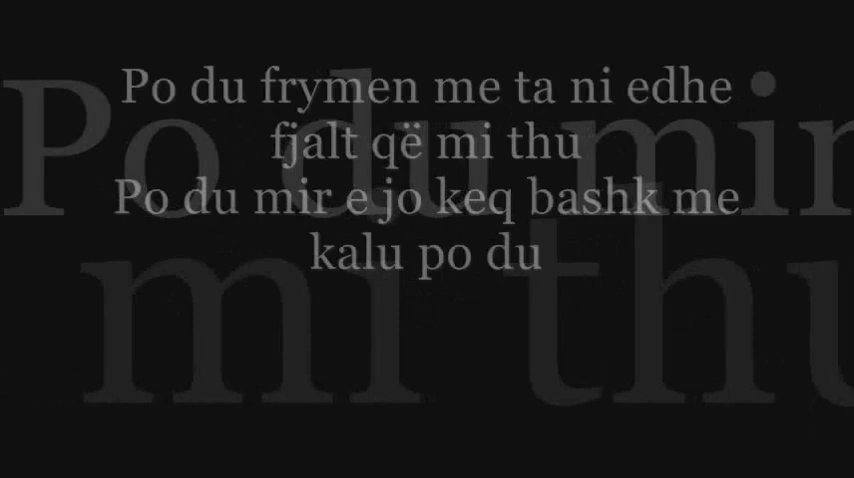 Po du frymen me ta ni edhe
fjalt që mi thu
Po du mir e jo keq bashk me
kalu po du
Po du mir
mi thu